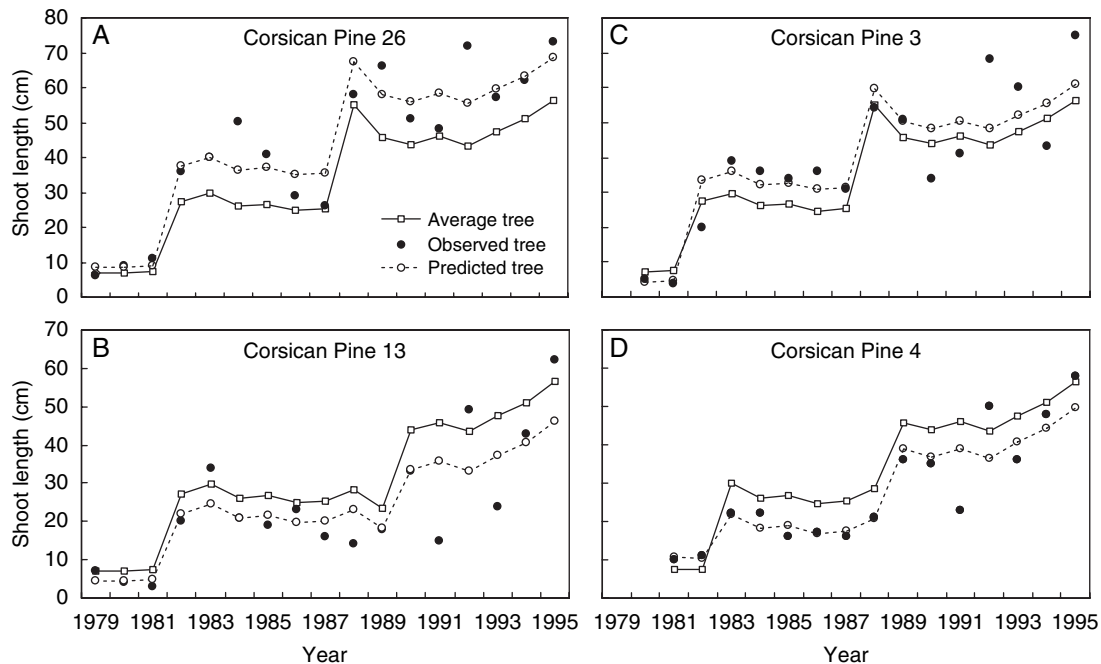 A
Corsican Pine 26
80
70
60
50
40
30
20
10
0
Shoot length (cm)
Average tree
Observed tree
Predicted tree
C
Corsican Pine 3
B
Corsican Pine 13
70
60
50
40
30
20
10
0
Shoot length (cm)
1979 1981 1983 1985 1987 1989 1991 1993 1995
Year
D
Corsican Pine 4
1979 1981 1983 1985 1987 1989 1991 1993 1995
Year